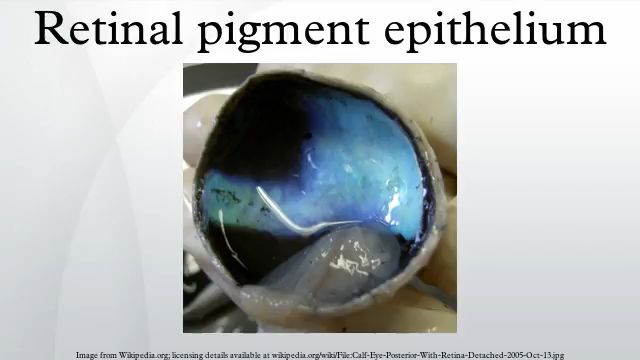 Retinal pigment epithelium
Image from Wikipedia.org; licensing details available at wikipedia.org/wiki/File:Calf-Eye-Posterior-With-Retina-Detached-2005-Oct-13.jpg